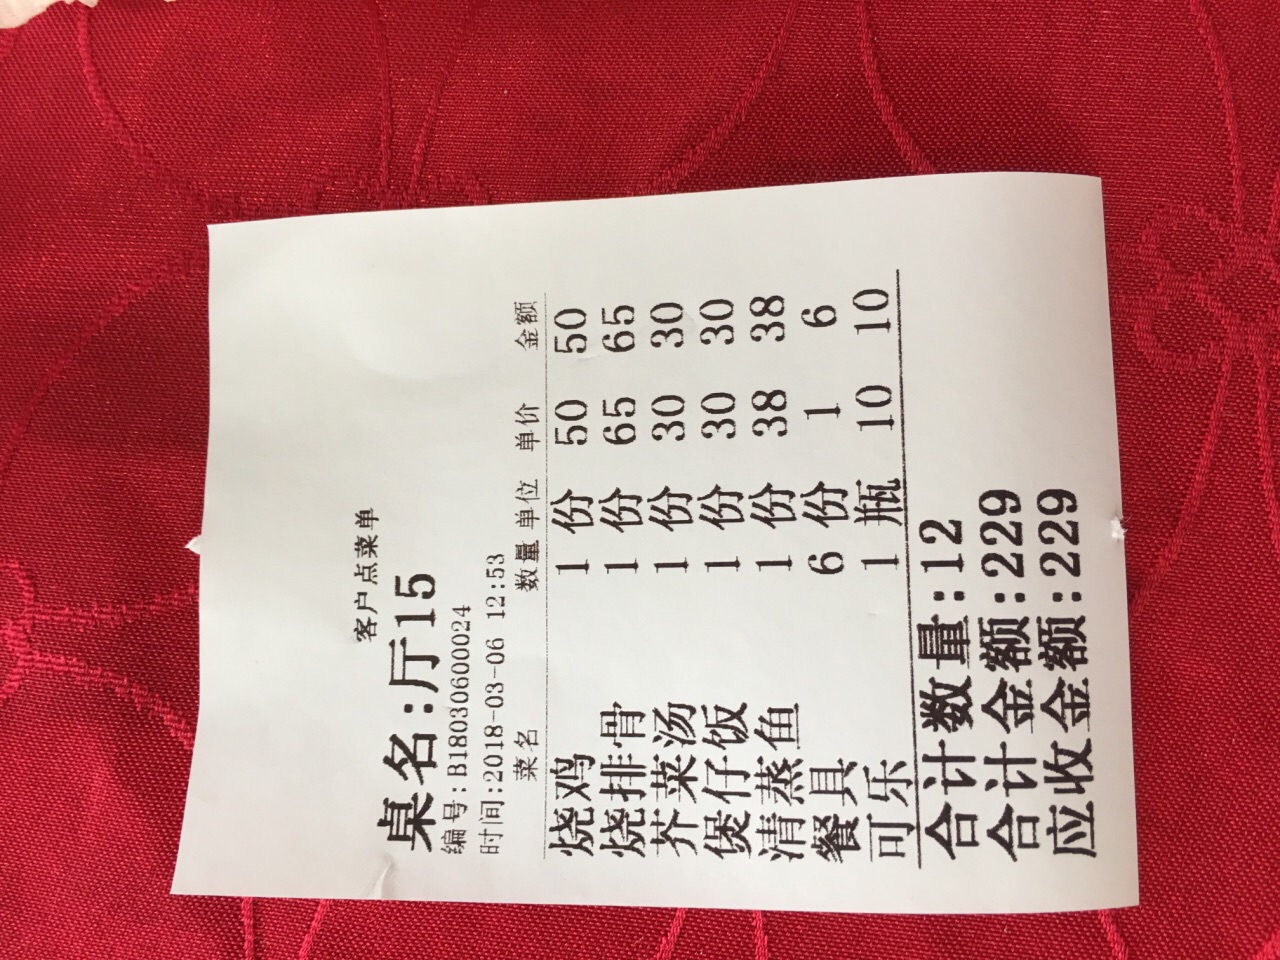 客户点菜单
桌名:厅15
编号:B18030600024
时间:2018-03-06 12:53
菜名 数量 单位 单价 金额
烧鸡 1 份 50 50
烧排骨 1 份 65 65
芥菜汤 1 份 30 30
煲仔饭 1 份 30 30
清蒸鱼 1 份 38 38
餐具 6 份 1 6
可乐 1 瓶 10 10
合计数量:12
合计金额:229
应收金额:229